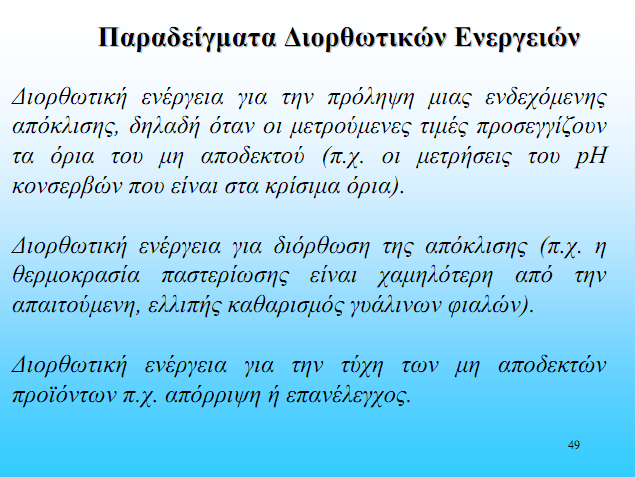 Παραδείγματα Διορθωτικών Ενεργειών
Διορθωτική ενέργεια για την πρόληψη μιας ενδεχόμενης
απόκλισης, δηλαδή όταν οι μετρούμενες τιμές προσεγγίζουν
τα όρια του μη αποδεκτού (π.χ. οι μετρήσεις του pH
κονσερβών που είναι στα κρίσιμα όρια).
Διορθωτική ενέργεια για διόρθωση της απόκλισης (π.χ. η
θερμοκρασία παστερίωσης είναι χαμηλότερη από την
απαιτούμενη, ελλιπής καθαρισμός γυάλινων φιαλών).
Διορθωτική ενέργεια για την τύχη των μη αποδεκτών
προϊόντων π.χ. απόρριψη ή επανέλεγχος.
49